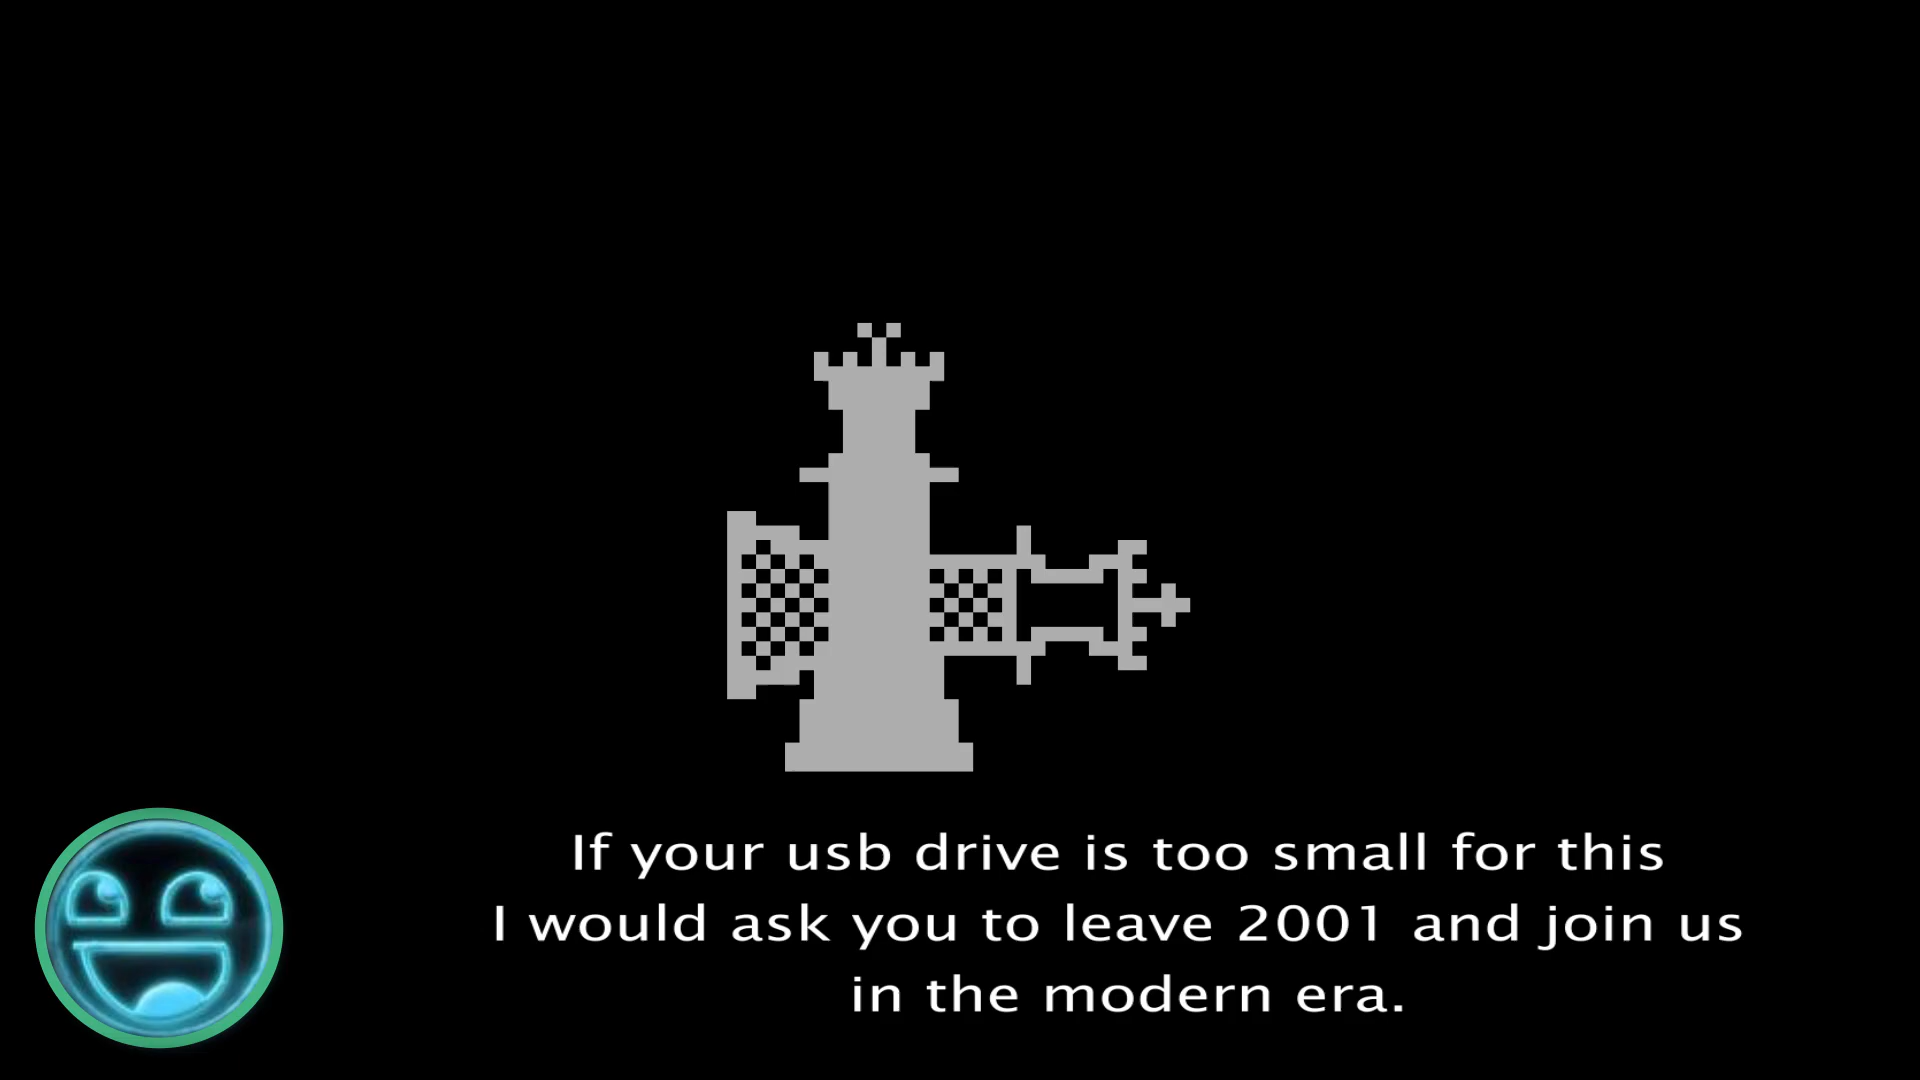 If your usb drive is too small for this
I would ask you to leave 2001 and join us
in the modern era.